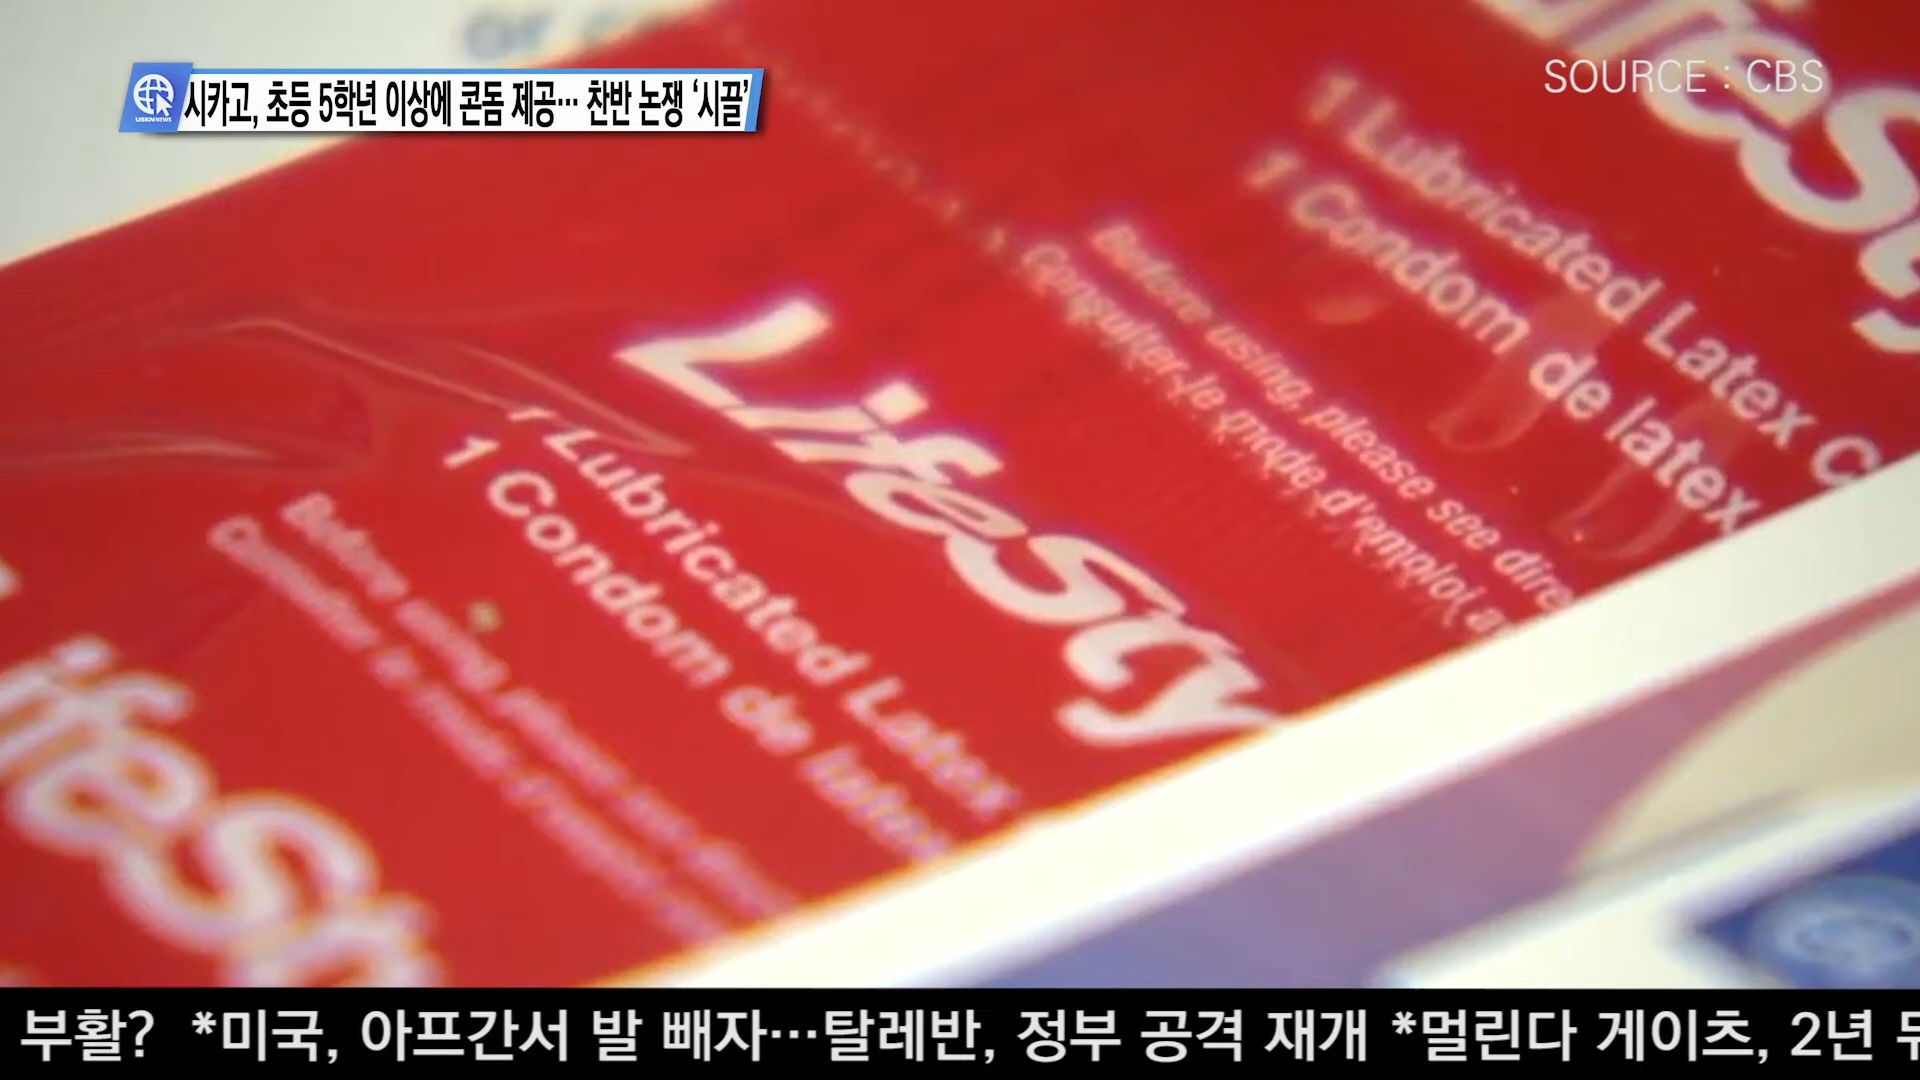 시카고, 초등 5학년 이상에 콘돔 제공… 찬반 논쟁 ‘시끌’
USKN NEWS
SOURCE : CBS
1 Lubricated Latex
1 Condom de latex
Before using, please see
Consulter le mode d'emploi
LifeSty
1 Lubricated Latex
1 Condom de latex
ifeSty
부활? *미국, 아프간서 발 빼자…탈레반, 정부 공격 재개 *멀린다 게이츠, 2년